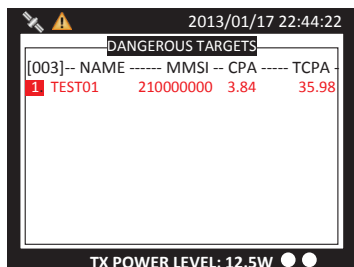 2013/01/17 22:44:22
DANGEROUS TARGETS
[003]-- NAME ------ MMSI -- CPA ----- TCPA -
1 TEST01 210000000 3.84 35.98
TX POWER LEVEL: 12.5W